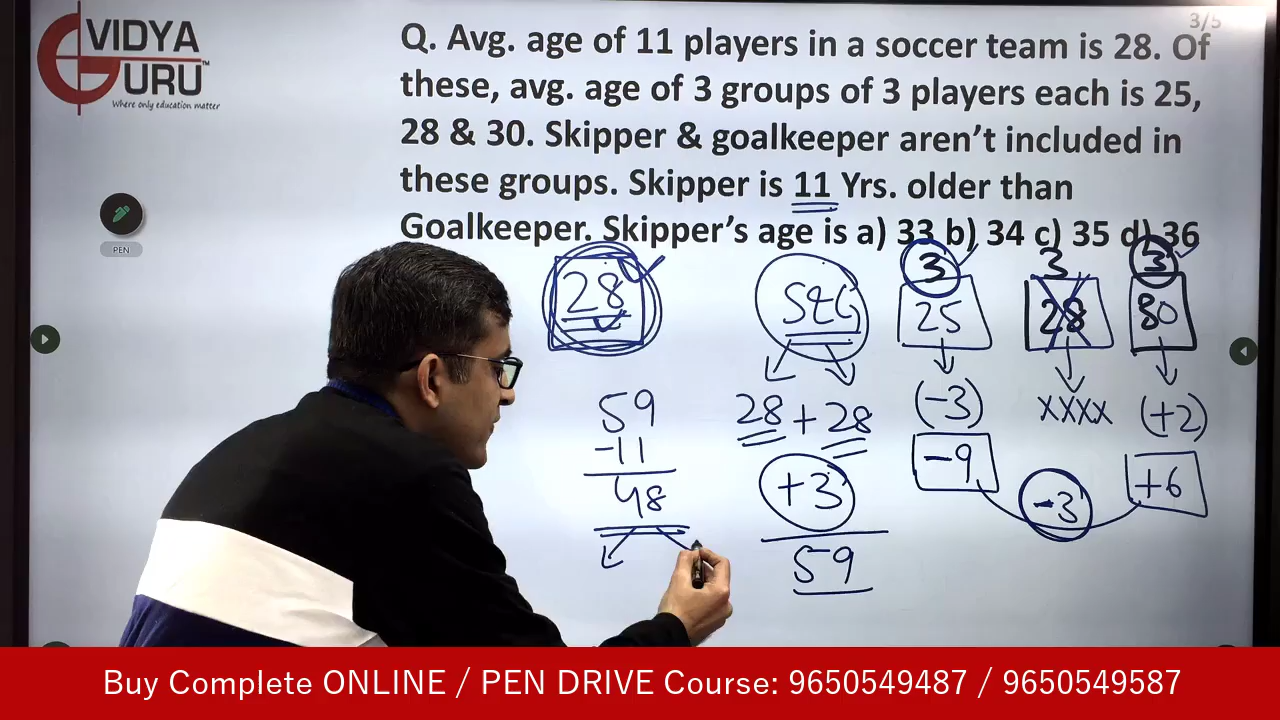 3/5
VIDYA
GURU™
Where only education matter
Q. Avg. age of 11 players in a soccer team is 28. Of
these, avg. age of 3 groups of 3 players each is 25,
28 & 30. Skipper & goalkeeper aren’t included in
these groups. Skipper is 11 Yrs. older than
Goalkeeper. Skipper’s age is a) 33 b) 34 c) 35 d) 36
PEN
3 3 3
28 S&G 25 28 30
(-3) xxxx (+2)
59 28 + 28
-11 +3 -9 -3 +6
48
59
Buy Complete ONLINE / PEN DRIVE Course: 9650549487 / 9650549587